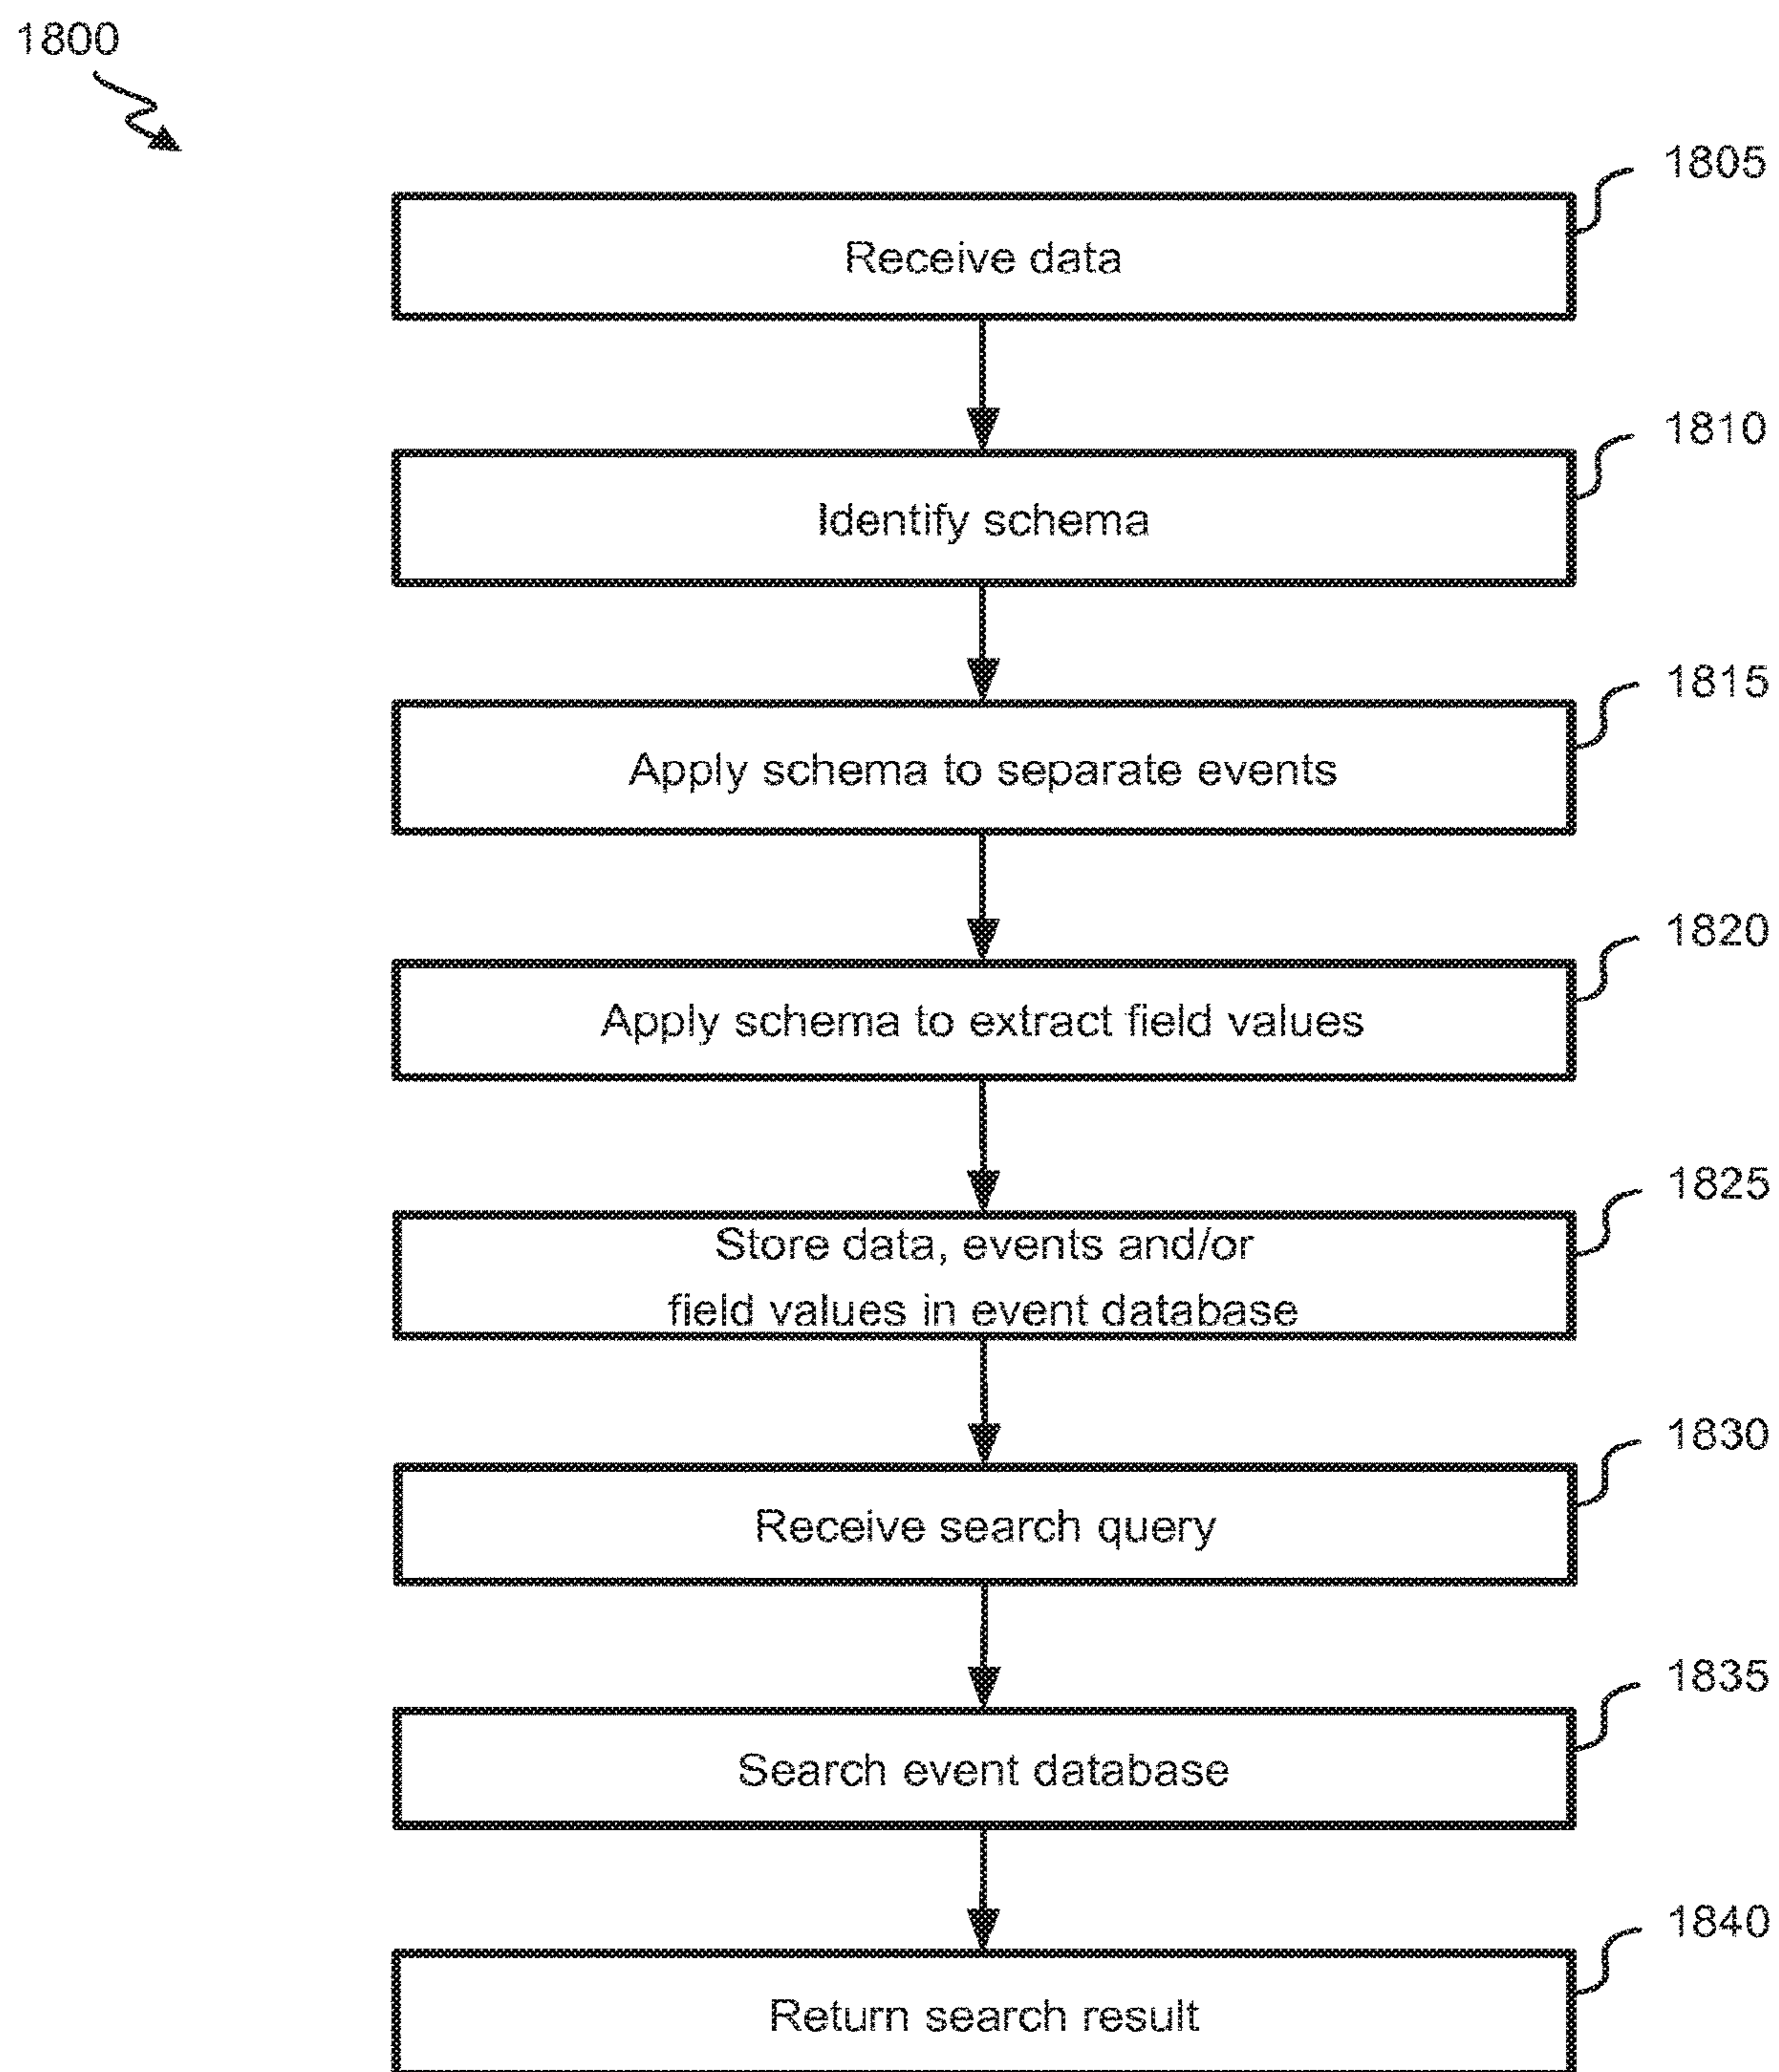 1800
1805
Receive data
1810
Identify schema
1815
Apply schema to separate events
1820
Apply schema to extract field values
1825
Store data, events and/or
field values in event database
1830
Receive search query
1835
Search event database
1840
Return search result